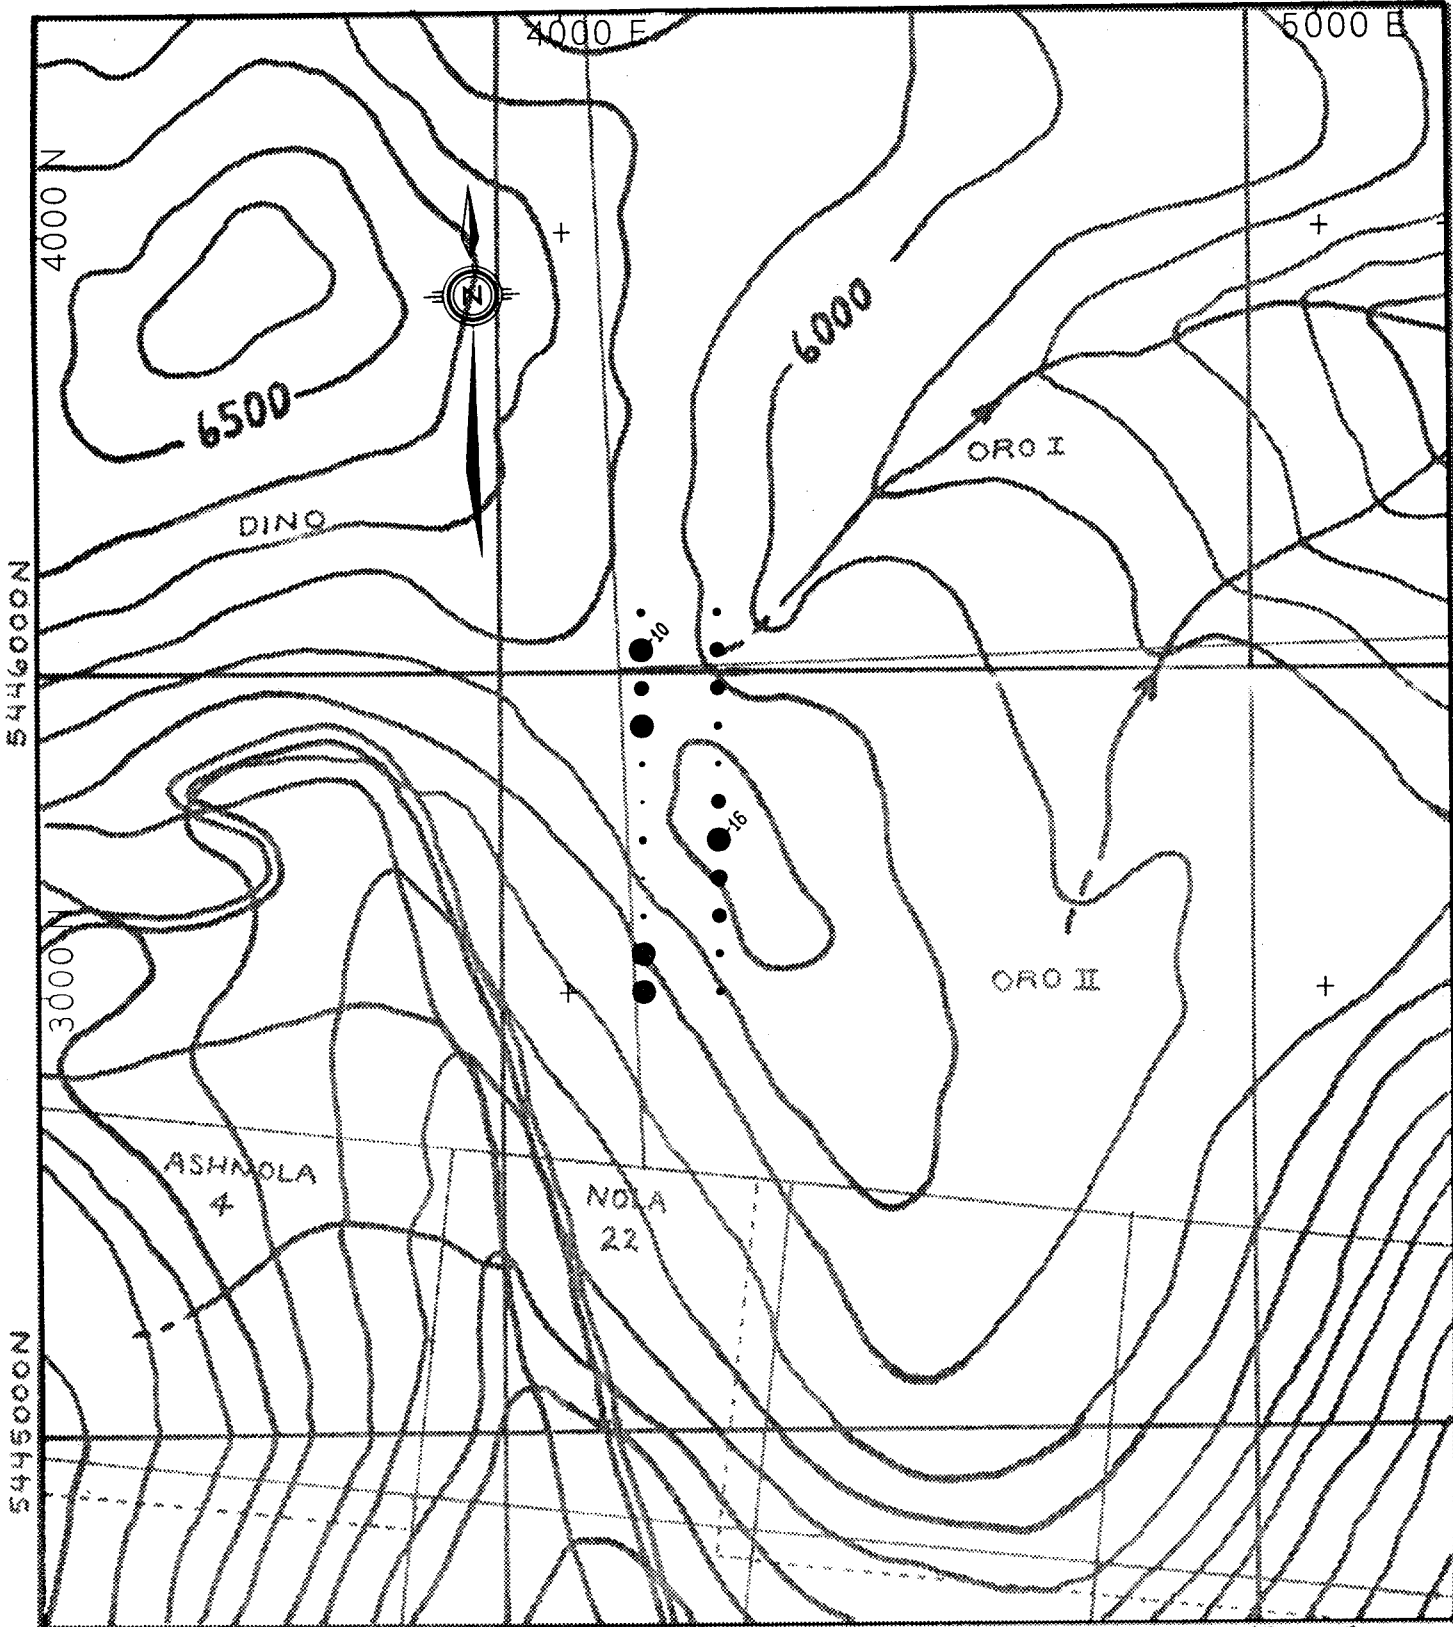 4000 E
5000 E
4000 N
N
6000
6500
ORO I
DINO
5446000N
-10
-16
3000 N
ORO II
ASHNOLA
4
NOLA
22
5445000N